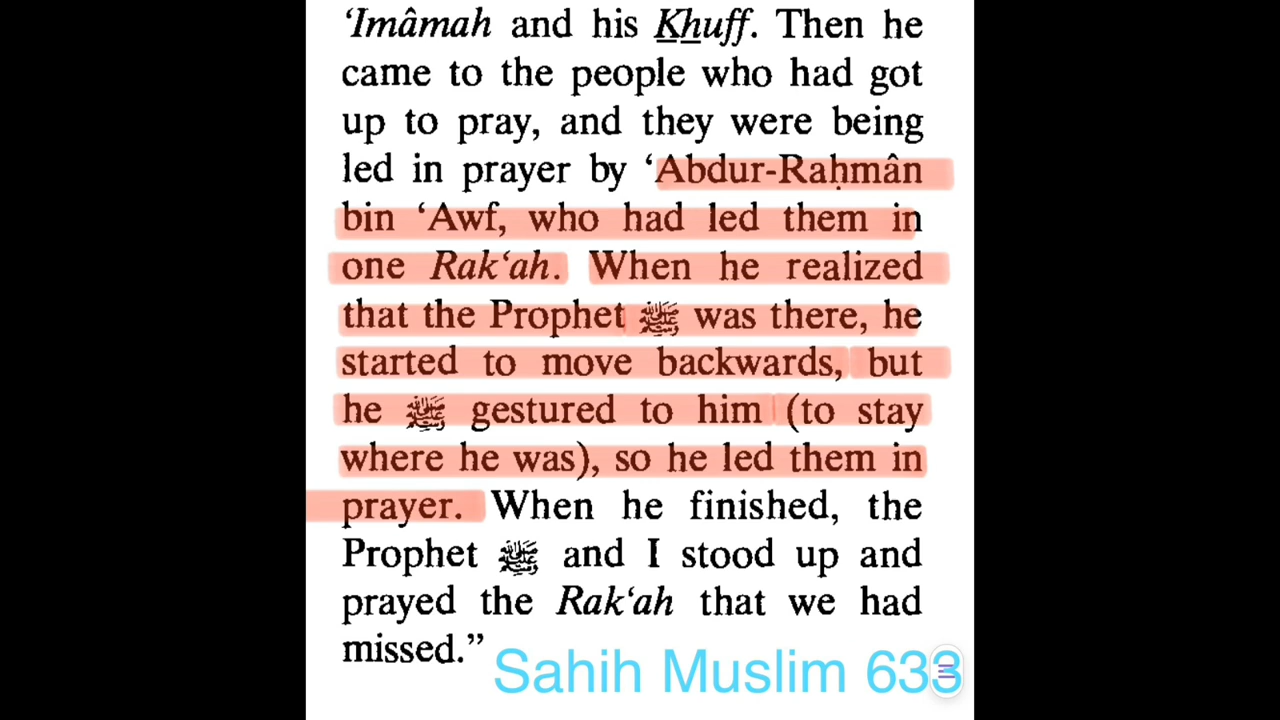 ‘Imâmah and his Khuff. Then he
came to the people who had got
up to pray, and they were being
led in prayer by ‘Abdur-Raḥmân
bin ‘Awf, who had led them in
one Rak‘ah. When he realized
that the Prophet ﷺ was there, he
started to move backwards, but
he ﷺ gestured to him (to stay
where he was), so he led them in
prayer. When he finished, the
Prophet ﷺ and I stood up and
prayed the Rak‘ah that we had
missed.”
Sahih Muslim 633